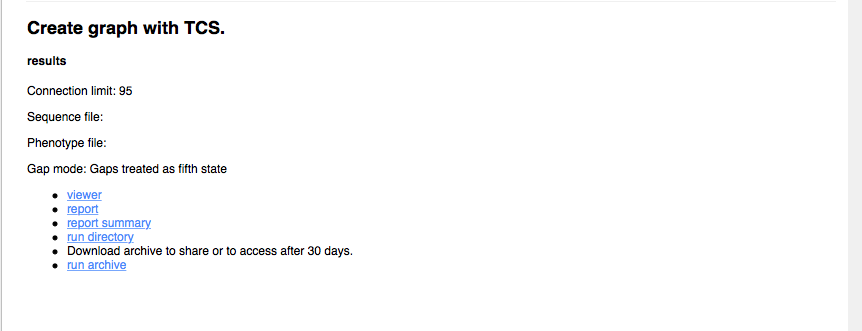 Create graph with TCS.
results
Connection limit: 95
Sequence file:
Phenotype file:
Gap mode: Gaps treated as fifth state
viewer
report
report summary
run directory
Download archive to share or to access after 30 days.
run archive